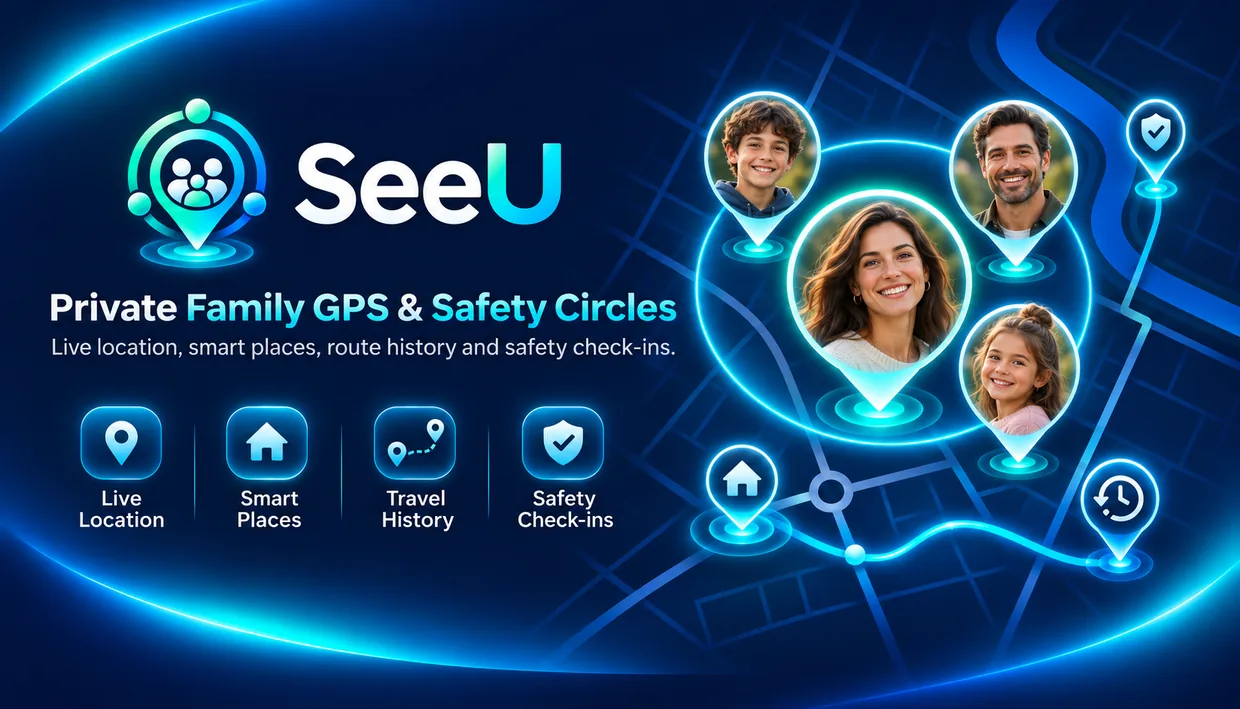 SeeU
Private Family GPS & Safety Circles
Live location, smart places, route history and safety check-ins.
Live
Location
Smart
Places
Travel
History
Safety
Check-ins